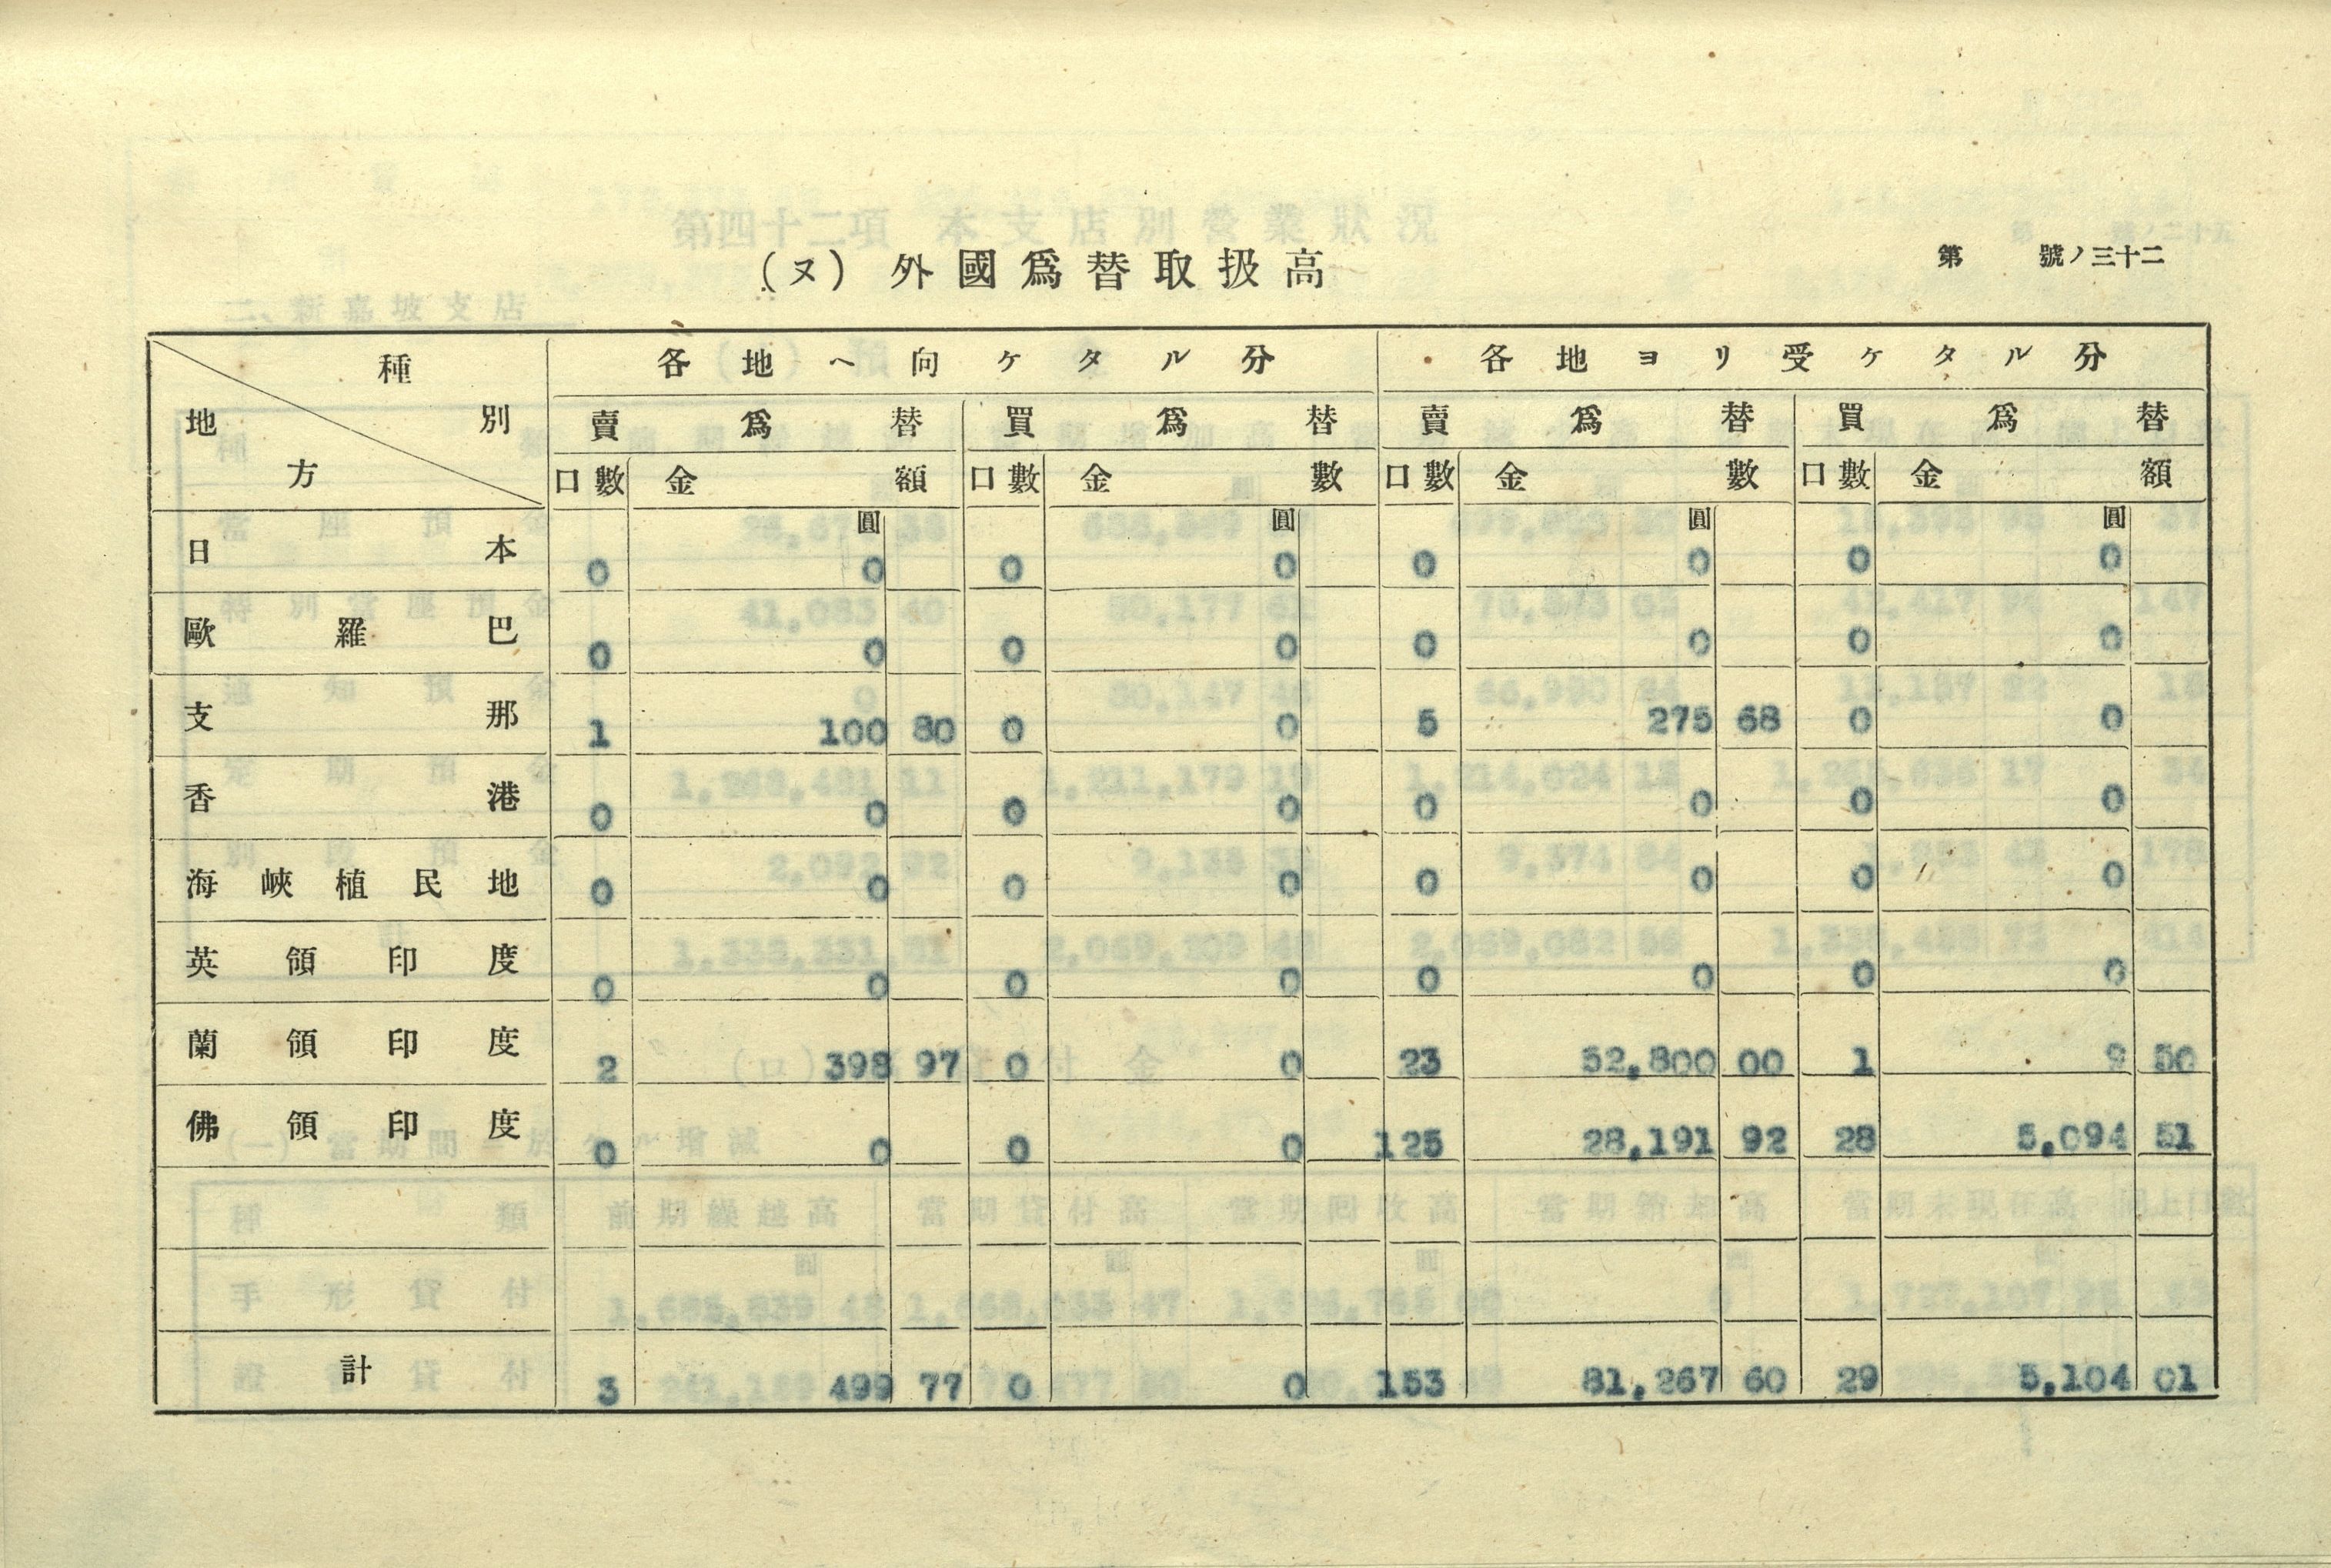 第 號ノ三十二
(ヌ) 外國爲替取扱高
種別 地方 各地ヘ向ケタル分 各地ヨリ受ケタル分
賣爲替 買爲替 賣爲替 買爲替
口數 金額 口數 金數 口數 金數 口數 金額
圓 圓 圓 圓
日本 0 0 0 0 0 0 0 0
歐羅巴 0 0 0 0 0 0 0 0
支那 1 100 80 0 0 5 275 68 0 0
香港 0 0 0 0 0 0 0 0
海峽植民地 0 0 0 0 0 0 0 0
英領印度 0 0 0 0 0 0 0 0
蘭領印度 2 398 97 0 0 23 52,800 00 1 9 50
佛領印度 0 0 0 0 125 28,191 92 28 5,094 51
計 3 499 77 0 0 153 81,267 60 29 5,104 01